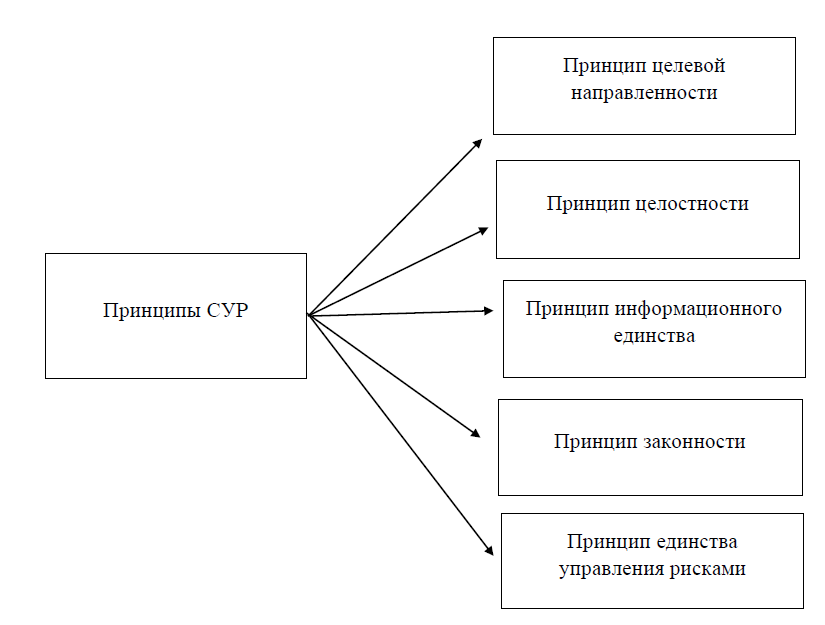 Принцип целевой
направленности
Принцип целостности
Принципы СУР
Принцип информационного
единства
Принцип законности
Принцип единства
управления рисками